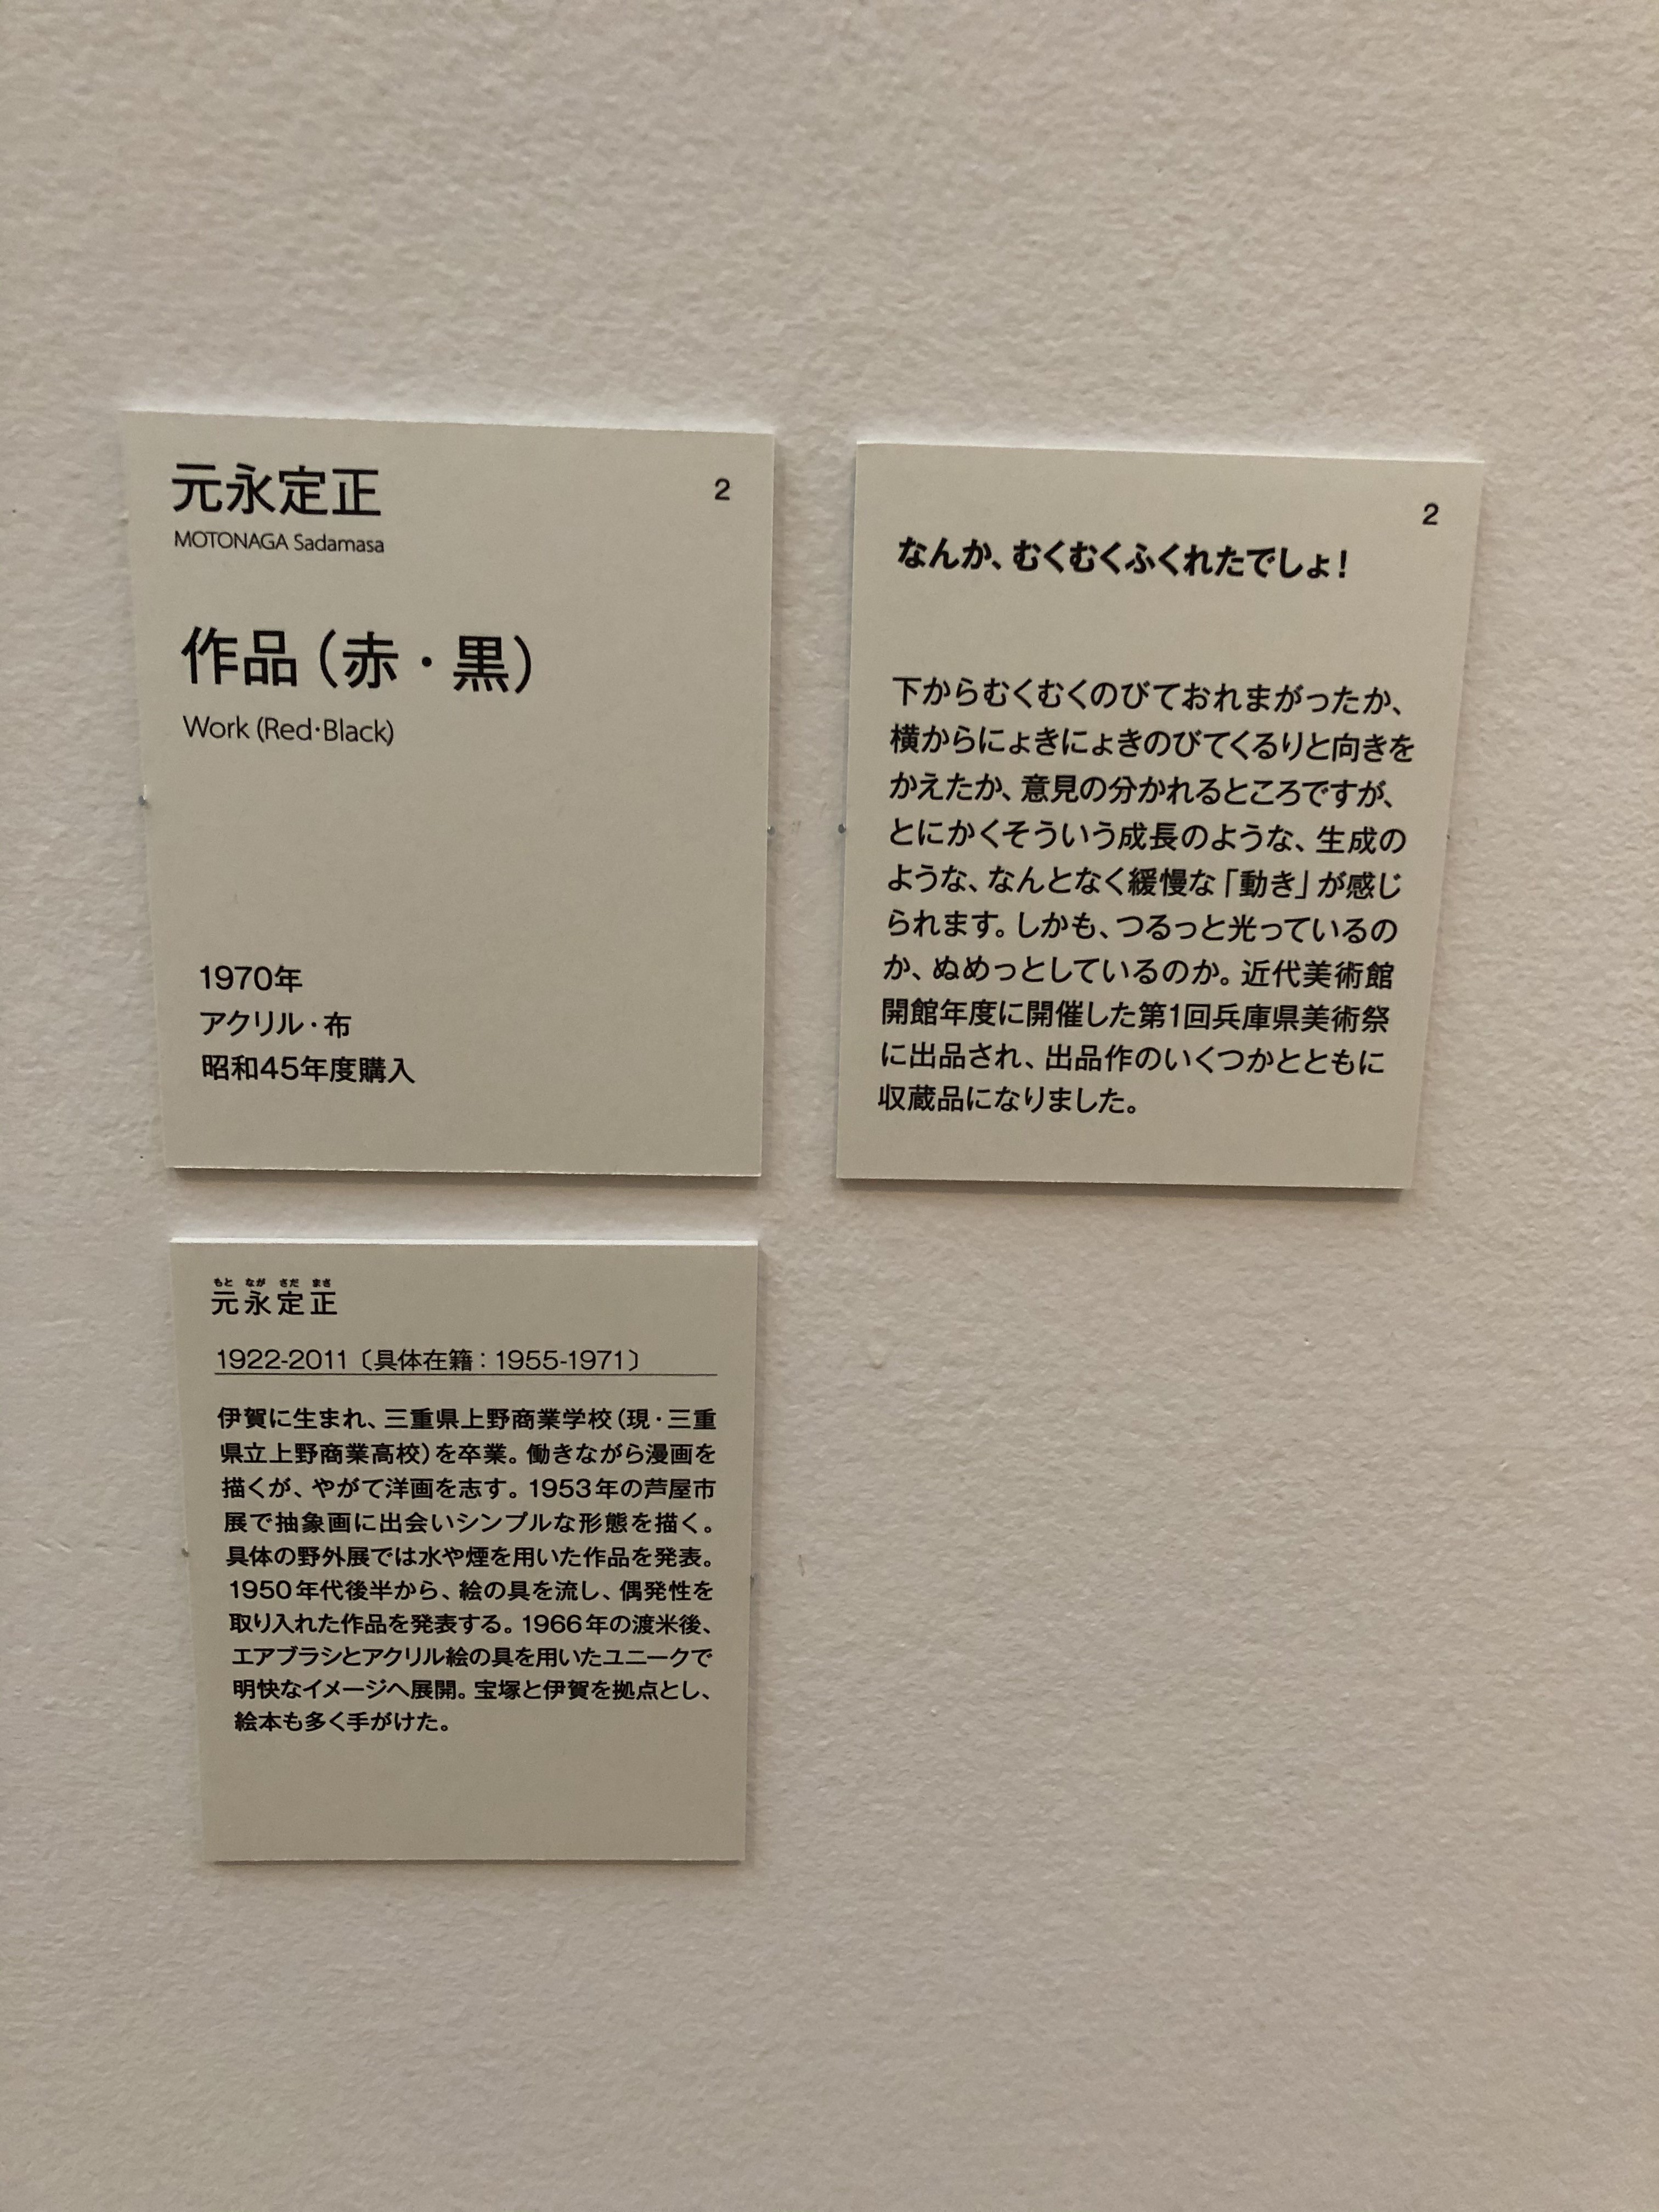 元永定正
2
MOTONAGA Sadamasa
作品（赤・黒）
Work (Red·Black)
1970年
アクリル・布
昭和45年度購入
2
なんか、むくむくふくれたでしょ！
下からむくむくのびておれまがったか、
横からにょきにょきのびてくるりと向きを
かえたか、意見の分かれるところですが、
とにかくそういう成長のような、生成の
ような、なんとなく緩慢な「動き」が感じ
られます。しかも、つるっと光っているの
か、ぬめっとしているのか。近代美術館
開館年度に開催した第1回兵庫県美術祭
に出品され、出品作のいくつかとともに
収蔵品になりました。
もと なが さだ まさ
元永定正
1922-2011〔具体在籍：1955-1971〕
伊賀に生まれ、三重県上野商業学校（現・三重
県立上野商業高校）を卒業。働きながら漫画を
描くが、やがて洋画を志す。1953年の芦屋市
展で抽象画に出会いシンプルな形態を描く。
具体の野外展では水や煙を用いた作品を発表。
1950年代後半から、絵の具を流し、偶発性を
取り入れた作品を発表する。1966年の渡米後、
エアブラシとアクリル絵の具を用いたユニークで
明快なイメージへ展開。宝塚と伊賀を拠点とし、
絵本も多く手がけた。